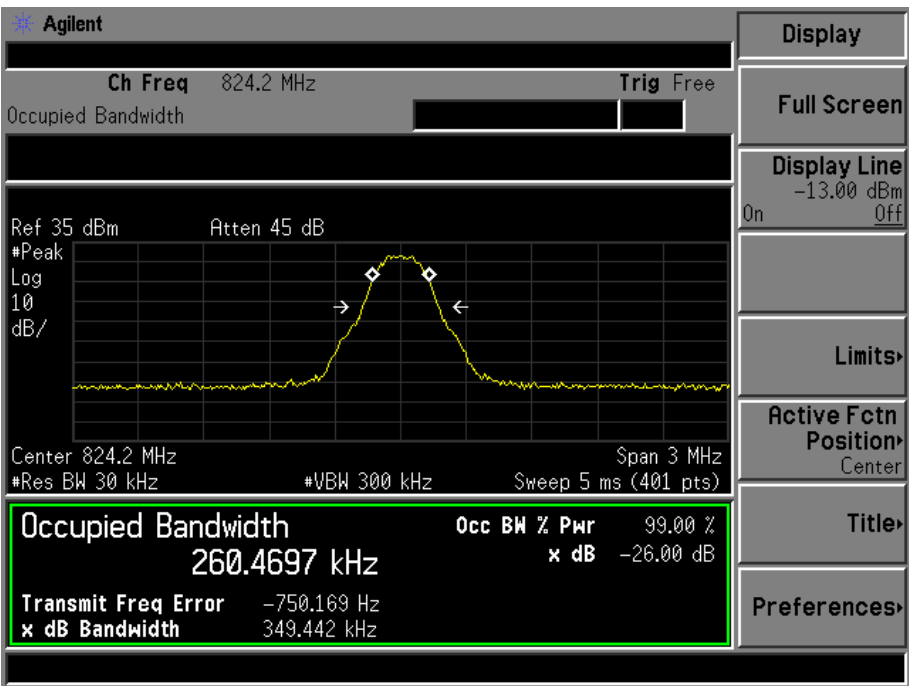 Agilent
Display
Ch Freq 824.2 MHz Trig Free
Occupied Bandwidth
Full Screen
Display Line
-13.00 dBm
On Off
Ref 35 dBm Atten 45 dB
#Peak
Log
10
dB/
Limits
Active Fctn
Position
Center
Center 824.2 MHz Span 3 MHz
#Res BW 30 kHz #VBW 300 kHz Sweep 5 ms (401 pts)
Occupied Bandwidth Occ BW % Pwr 99.00 %
260.4697 kHz x dB -26.00 dB
Title
Transmit Freq Error -750.169 Hz
x dB Bandwidth 349.442 kHz
Preferences